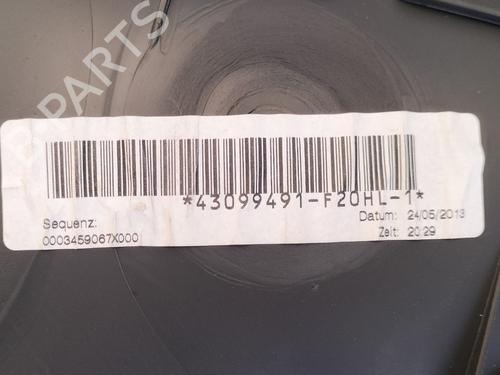 B-PARTS
*43099491-F20HL-1*
Sequenz: Datum: 24/05/2013
0003459067X000 Zeit: 20:29